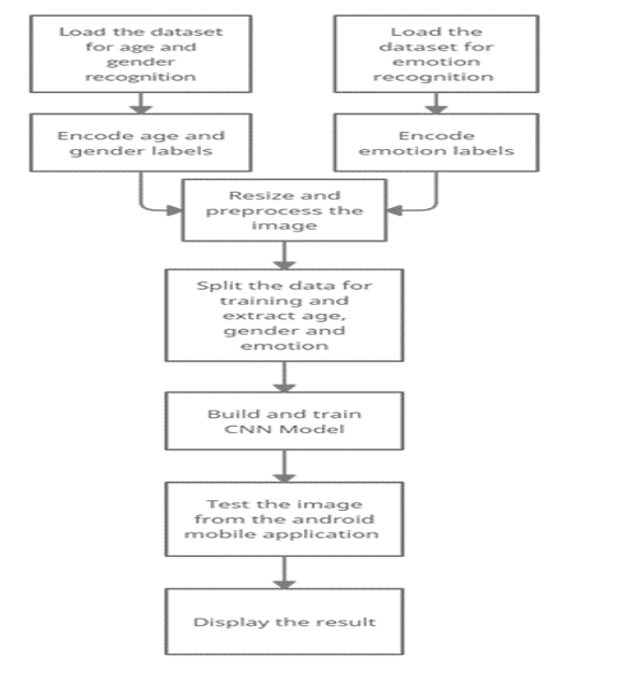 Load the dataset
for age and
gender
recognition
Load the
dataset for
emotion
recognition
Encode age and
gender labels
Encode
emotion labels
Resize and
preprocess the
image
Split the data for
training and
extract age,
gender and
emotion
Build and train
CNN Model
Test the image
from the android
mobile application
Display the result